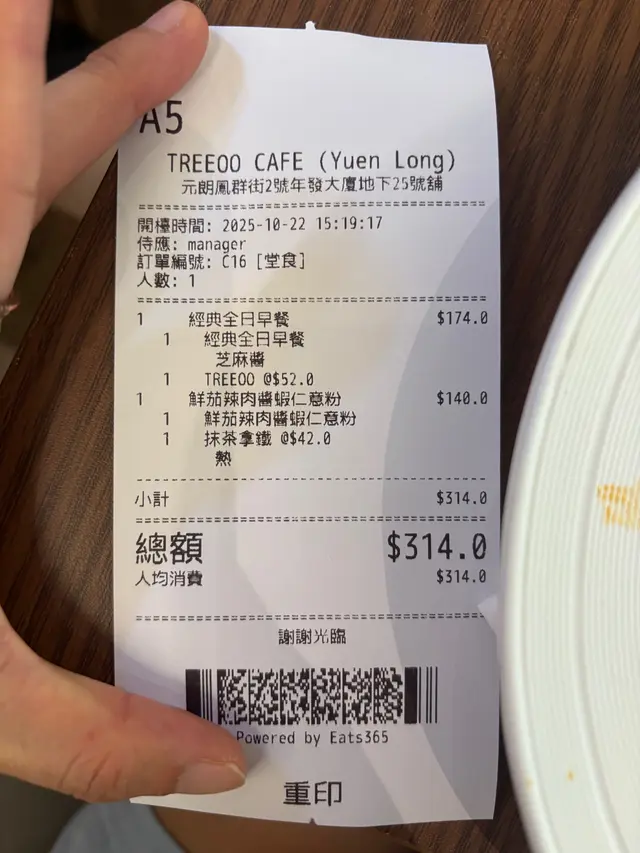 A5
TREEOO CAFE (Yuen Long)
元朗鳳群街2號年發大廈地下25號舖
開檯時間: 2025-10-22 15:19:17
侍應: manager
訂單編號: C16 [堂食]
人數: 1
1 經典全日早餐 $174.0
1 經典全日早餐
芝麻醬
1 TREEOO @$52.0
1 鮮茄辣肉醬蝦仁意粉 $140.0
1 鮮茄辣肉醬蝦仁意粉
1 抹茶拿鐵 @$42.0
熱
小計 $314.0
總額 $314.0
人均消費 $314.0
謝謝光臨
Powered by Eats365
重印